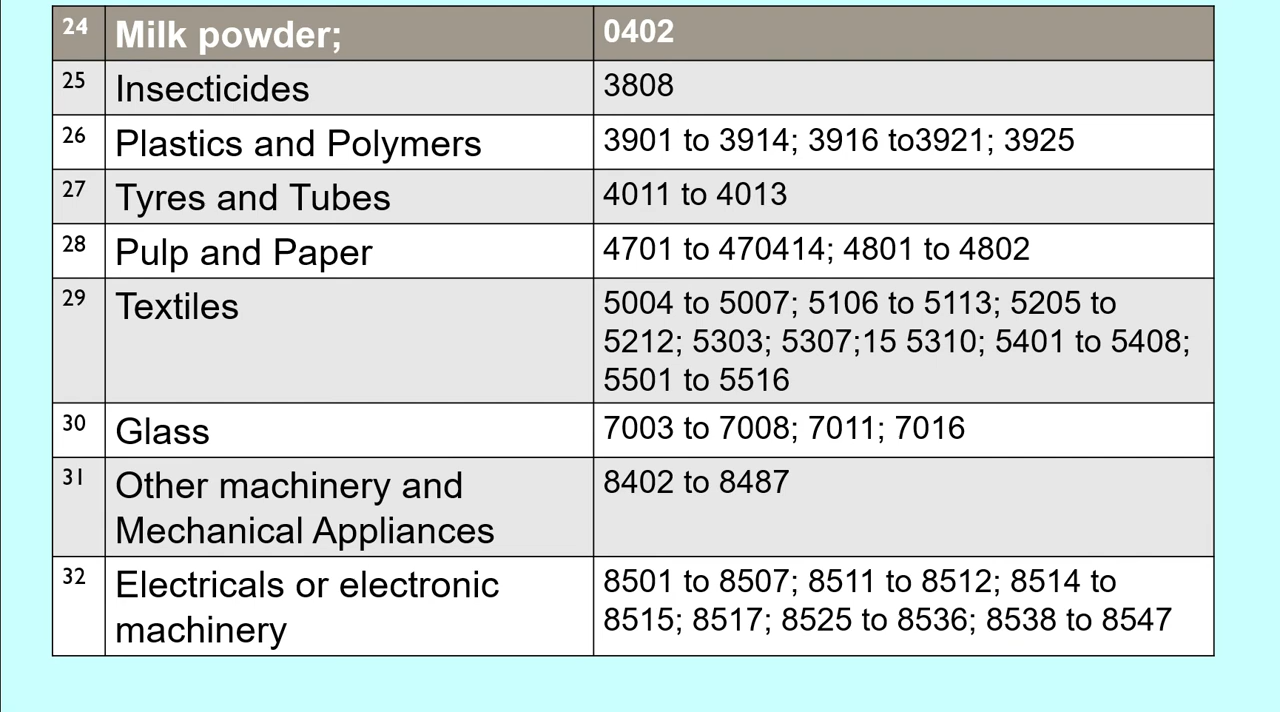 24 Milk powder; 0402
25 Insecticides 3808
26 Plastics and Polymers 3901 to 3914; 3916 to3921; 3925
27 Tyres and Tubes 4011 to 4013
28 Pulp and Paper 4701 to 470414; 4801 to 4802
29 Textiles 5004 to 5007; 5106 to 5113; 5205 to
5212; 5303; 5307;15 5310; 5401 to 5408;
5501 to 5516
30 Glass 7003 to 7008; 7011; 7016
31 Other machinery and 8402 to 8487
Mechanical Appliances
32 Electricals or electronic 8501 to 8507; 8511 to 8512; 8514 to
machinery 8515; 8517; 8525 to 8536; 8538 to 8547